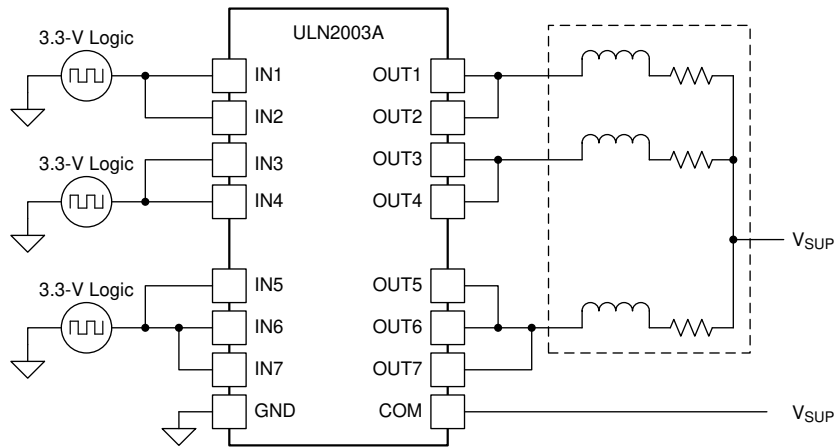 ULN2003A
3.3-V Logic
IN1
OUT1
IN2
OUT2
3.3-V Logic
IN3
OUT3
IN4
OUT4
VSUP
3.3-V Logic
IN5
OUT5
IN6
OUT6
IN7
OUT7
GND
COM
VSUP